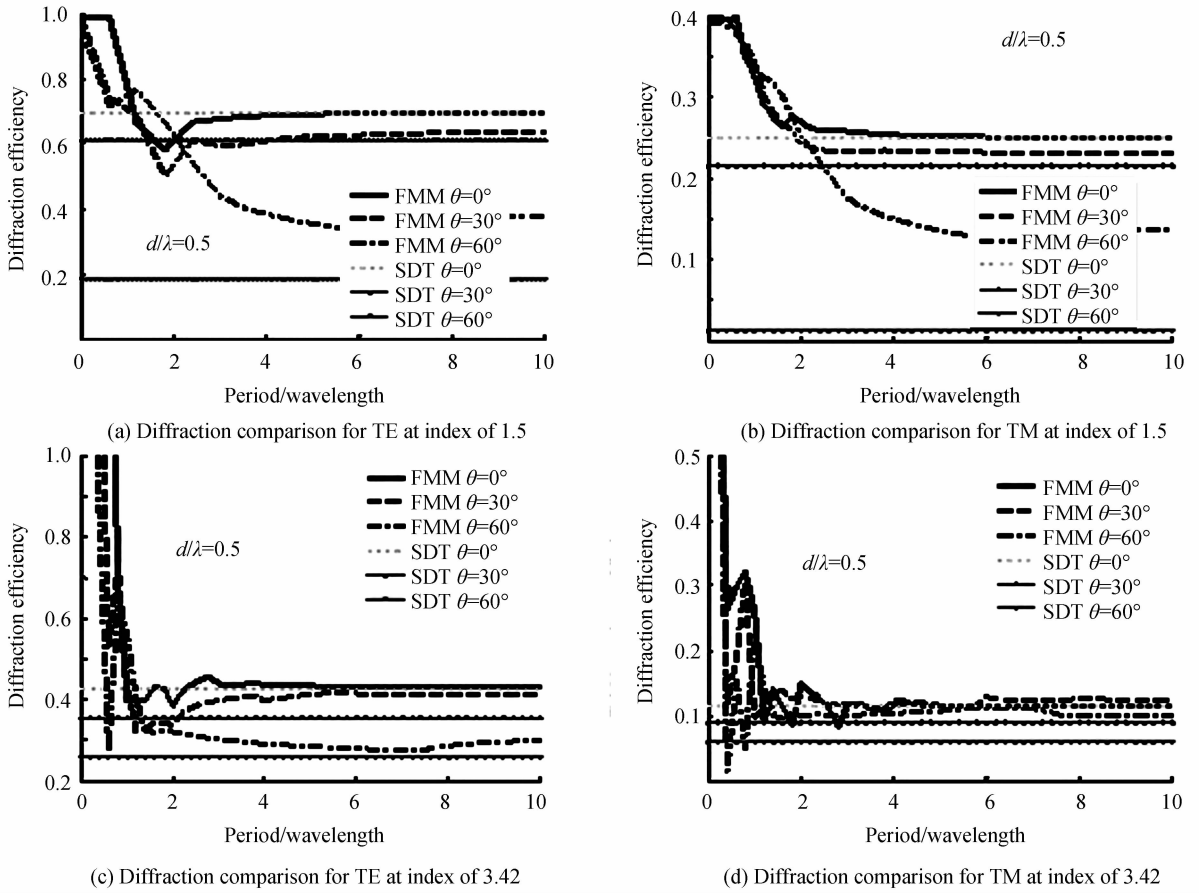 1.0
0.8
0.6
0.4
0.2
Diffraction efficiency
d/λ=0.5
FMM θ=0°
FMM θ=30°
FMM θ=60°
SDT θ=0°
SDT θ=30°
SDT θ=60°
0 2 4 6 8 10
Period/wavelength
(a) Diffraction comparison for TE at index of 1.5
0.4
0.3
0.2
0.1
Diffraction efficiency
d/λ=0.5
FMM θ=0°
FMM θ=30°
FMM θ=60°
SDT θ=0°
SDT θ=30°
SDT θ=60°
0 2 4 6 8 10
Period/wavelength
(b) Diffraction comparison for TM at index of 1.5
1.0
0.8
0.6
0.4
0.2
Diffraction efficiency
d/λ=0.5
FMM θ=0°
FMM θ=30°
FMM θ=60°
SDT θ=0°
SDT θ=30°
SDT θ=60°
0 2 4 6 8 10
Period/wavelength
(c) Diffraction comparison for TE at index of 3.42
0.5
0.4
0.3
0.2
0.1
Diffraction efficiency
d/λ=0.5
FMM θ=0°
FMM θ=30°
FMM θ=60°
SDT θ=0°
SDT θ=30°
SDT θ=60°
0 2 4 6 8 10
Period/wavelength
(d) Diffraction comparison for TM at index of 3.42